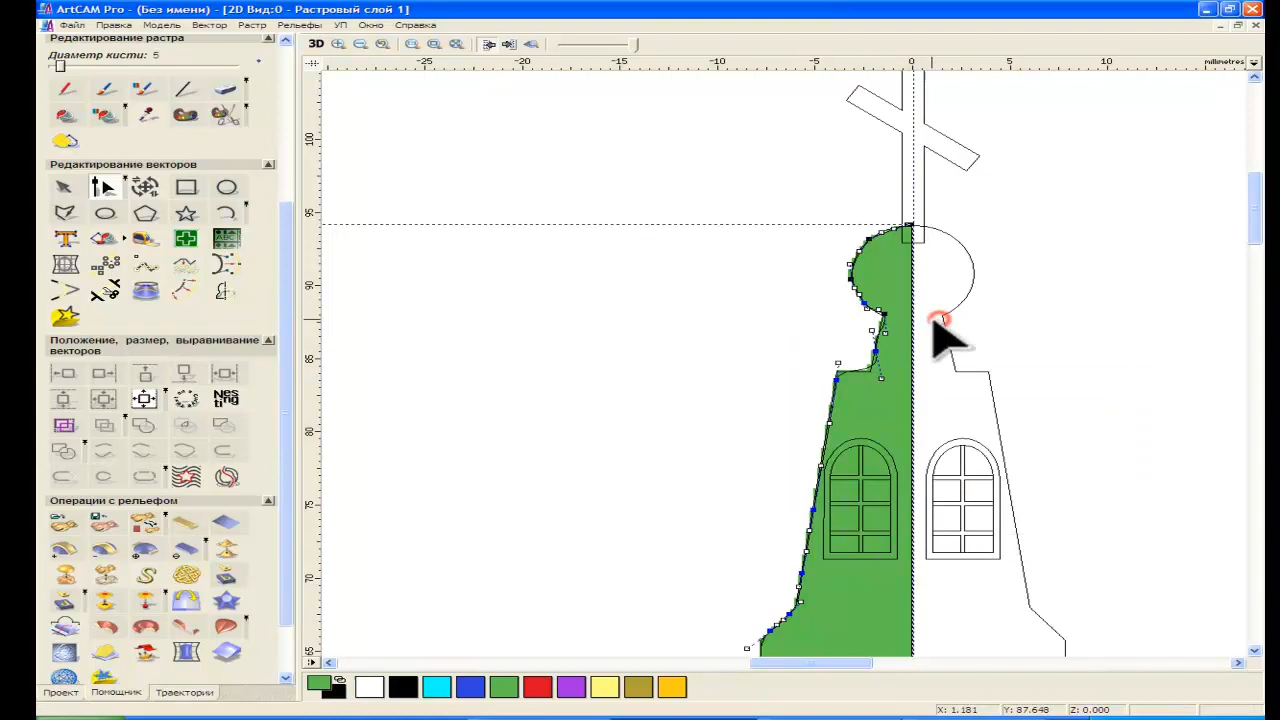 ArtCAM Pro - (Без имени) - [2D Вид:0 - Растровый слой 1]
Файл Правка Модель Вектор Растр Рельефы УП Окно Справка
Редактирование растра
Диаметр кисти: 5
3D
-25 -20 -15 -10 -5 0 5 10 millimetres
100
95
90
85
80
75
70
65
Редактирование векторов
ABC
Положение, размер, выравнивание векторов
Nes
ting
Операции с рельефом
Проект Помощник Траектории
X: 1.181 Y: 87.648 Z: 0.000